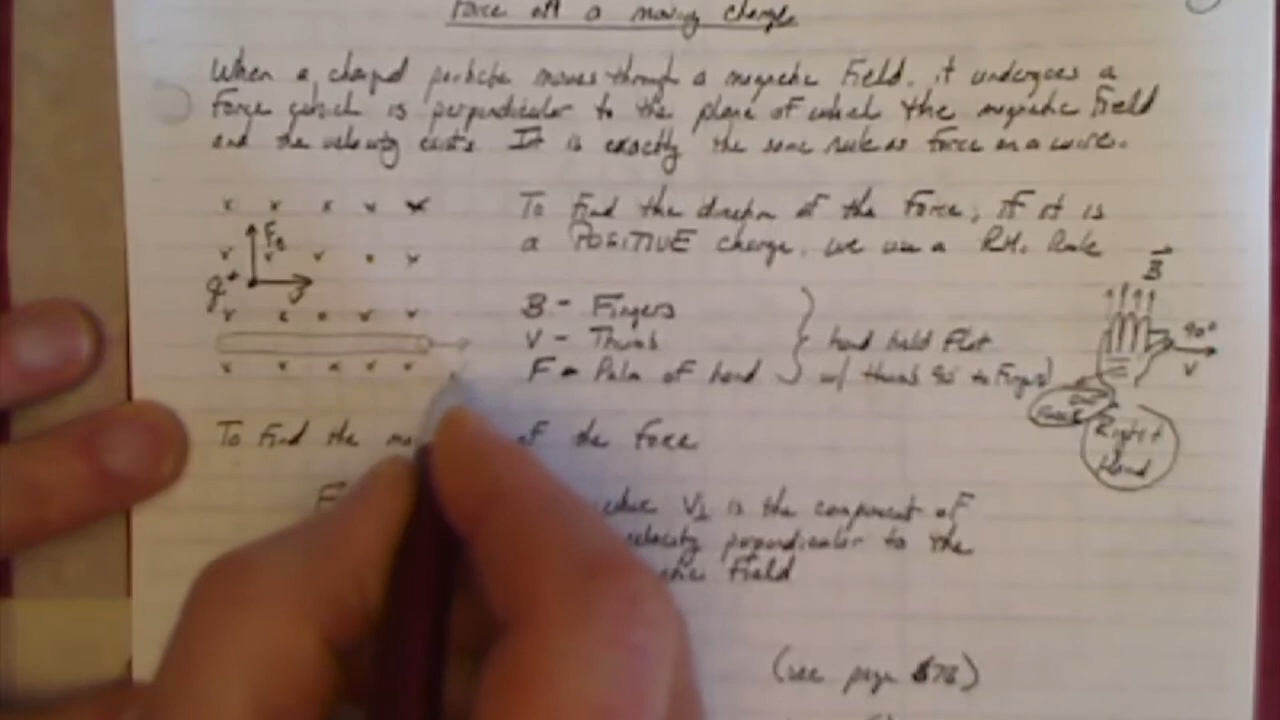 Force on a moving charge
When a charged particle moves through a magnetic Field, it undergoes a
Force which is perpendicular to the plane of which the magnetic Field
and the velocity exists. It is exactly the same rule as Force on a wire.
x x x x x
To Find the direction of the Force, if it is
a POSITIVE charge, we use a R.H. Rule
F_B
q+
V
B
B - Fingers
V - Thumb
F - Palm of hand
hand held Flat
w/ thumb 90° to Fingers
90°
V
out
Right
Hand
To Find the of the Force
F
where V⊥ is the component of
velocity perpendicular to the
Field
(see page 678)